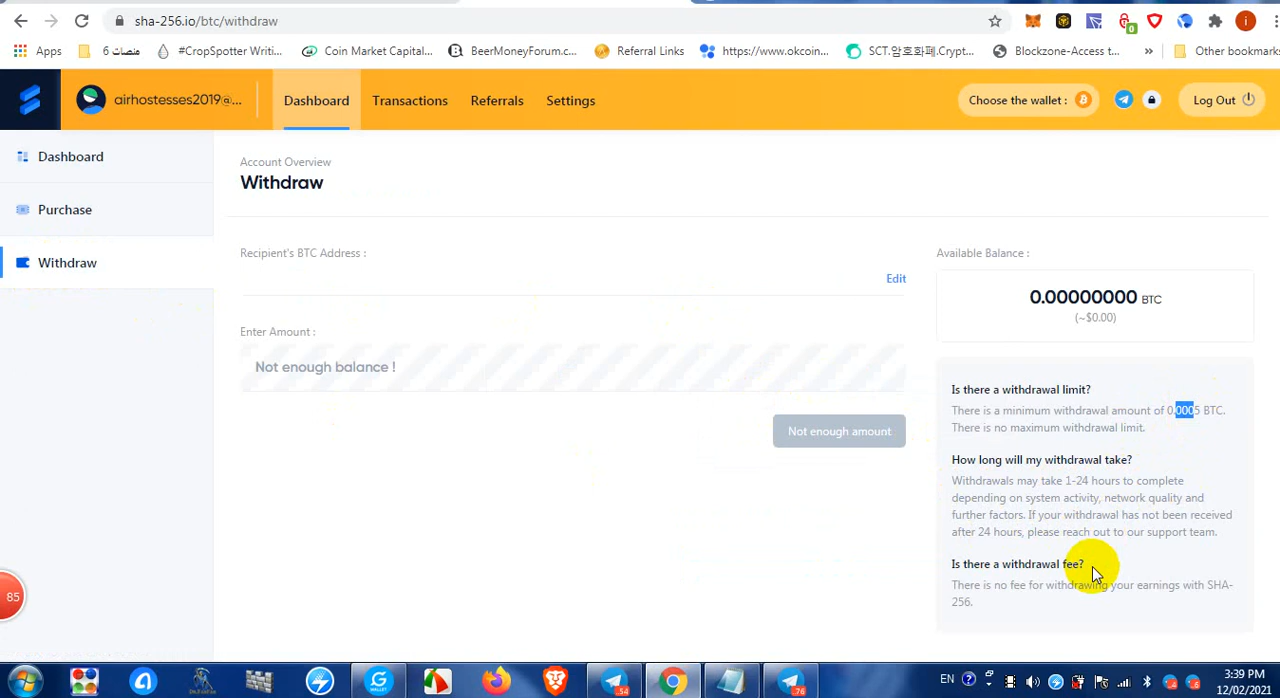 sha-256.io/btc/withdraw
Apps
منصات 6
#CropSpotter Writi...
Coin Market Capital...
BeerMoneyForum.c...
Referral Links
https://www.okcoin...
SCT.암호화폐.Crypt...
Blockzone-Access t...
»
Other bookmarks
airhostesses2019@...
Dashboard
Transactions
Referrals
Settings
Choose the wallet :
Log Out
Dashboard
Purchase
Withdraw
Account Overview
Withdraw
Recipient's BTC Address :
Edit
Enter Amount :
Not enough balance !
Not enough amount
Available Balance :
0.00000000 BTC
(~$0.00)
Is there a withdrawal limit?
There is a minimum withdrawal amount of 0.0005 BTC.
There is no maximum withdrawal limit.
How long will my withdrawal take?
Withdrawals may take 1-24 hours to complete
depending on system activity, network quality and
further factors. If your withdrawal has not been received
after 24 hours, please reach out to our support team.
Is there a withdrawal fee?
There is no fee for withdrawing your earnings with SHA-
256.
85
EN
3:39 PM
12/02/2021